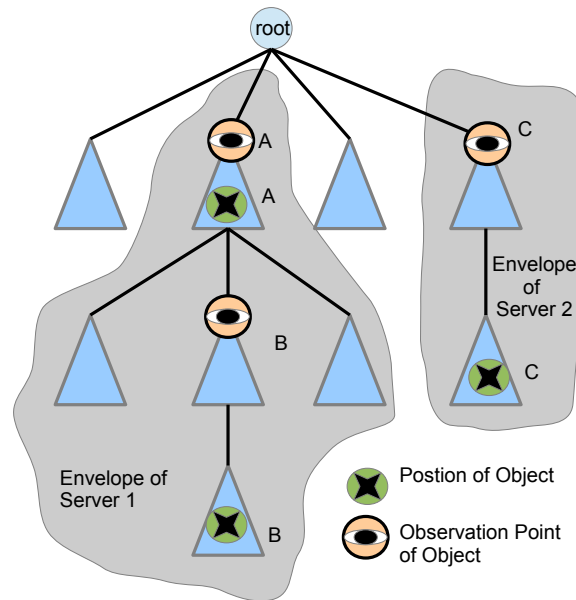 root
A
C
A
Envelope
of
Server 2
B
C
Envelope of
Server 1
Postion of Object
B
Observation Point
of Object